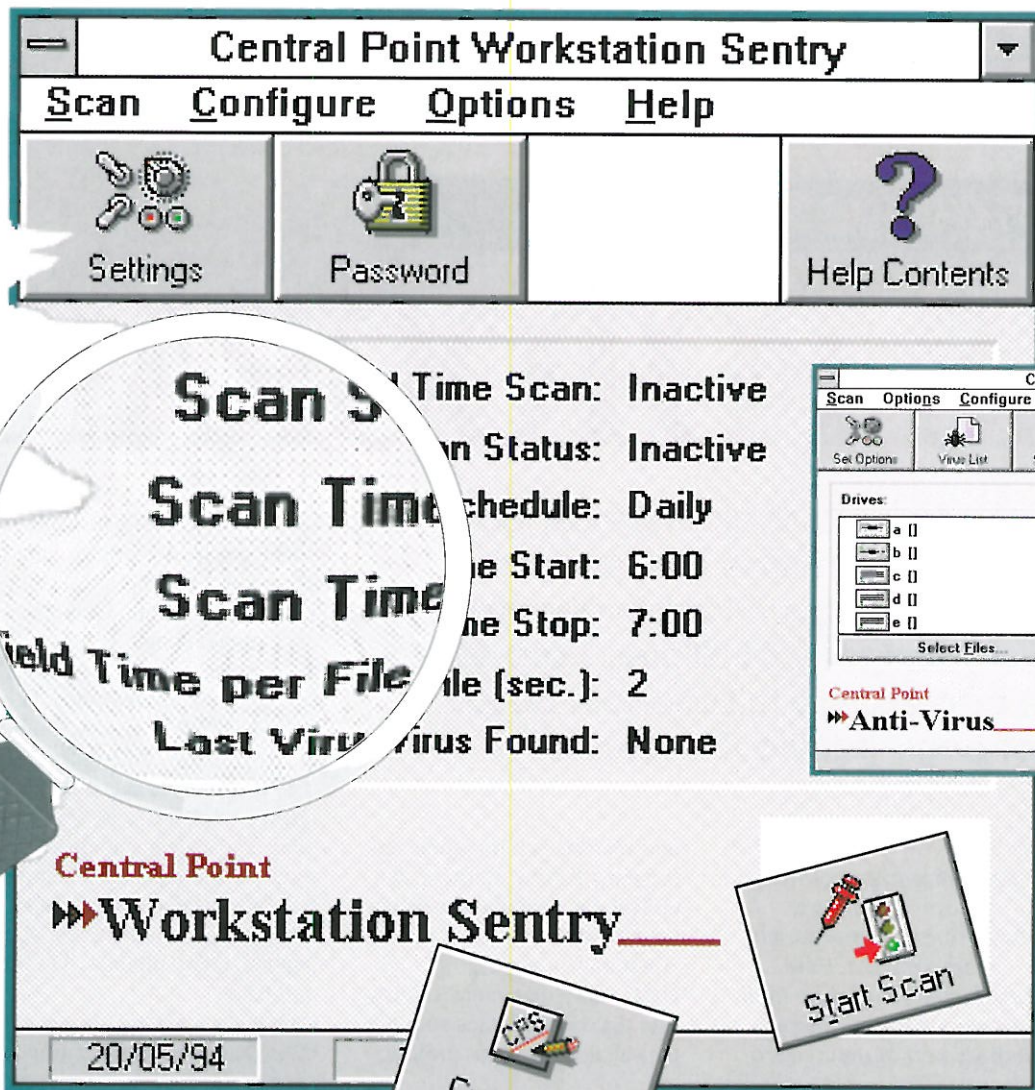 Central Point Workstation Sentry
Scan Configure Options Help
Settings Password Help Contents
Scan S Time Scan: Inactive
n Status: Inactive
Scan Time chedule: Daily
Scan Time e Start: 6:00
ne Stop: 7:00
ield Time per File ile (sec.): 2
Last Viru Virus Found: None
C
Scan Options Configure
Set Options Virus List S
Drives:
a []
b []
c []
d []
e []
Select Files...
Central Point
Anti-Virus
Central Point
Workstation Sentry
Start Scan
CPS
20/05/94